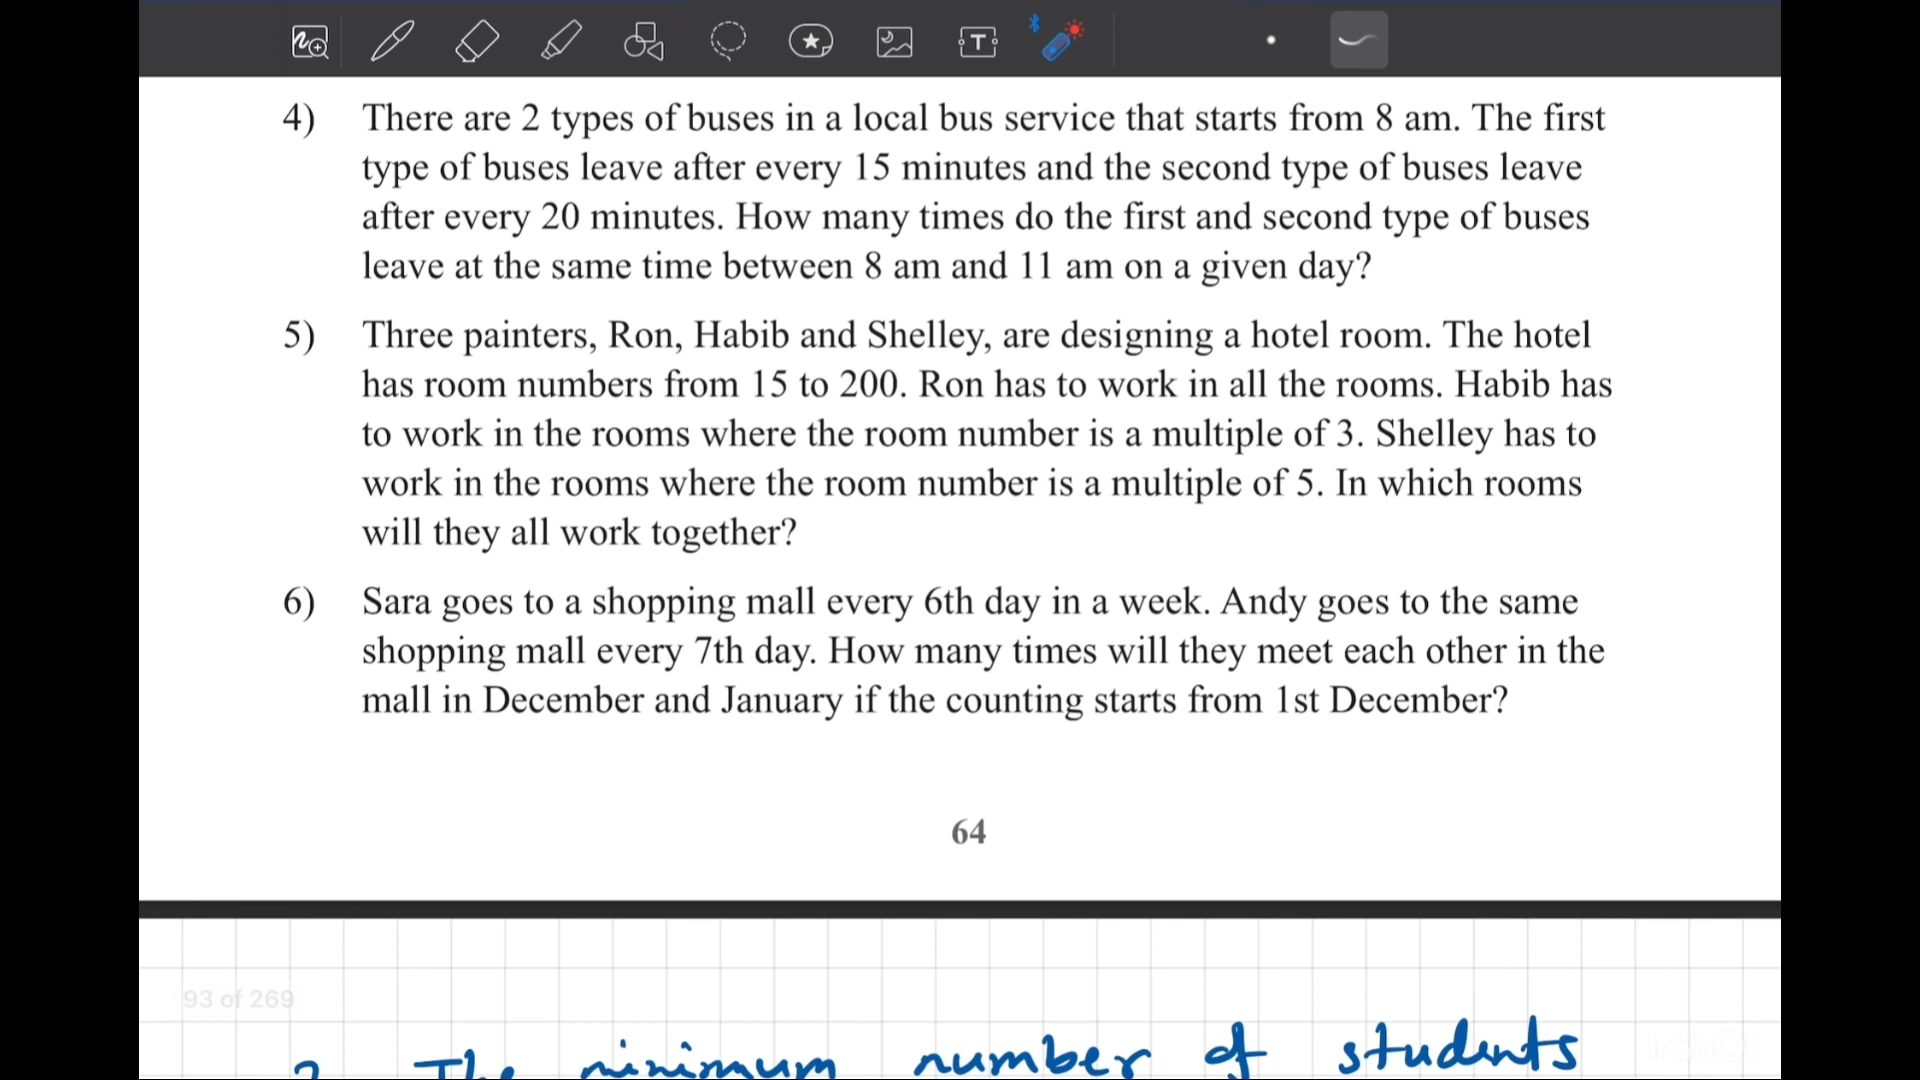 4) There are 2 types of buses in a local bus service that starts from 8 am. The first
type of buses leave after every 15 minutes and the second type of buses leave
after every 20 minutes. How many times do the first and second type of buses
leave at the same time between 8 am and 11 am on a given day?
5) Three painters, Ron, Habib and Shelley, are designing a hotel room. The hotel
has room numbers from 15 to 200. Ron has to work in all the rooms. Habib has
to work in the rooms where the room number is a multiple of 3. Shelley has to
work in the rooms where the room number is a multiple of 5. In which rooms
will they all work together?
6) Sara goes to a shopping mall every 6th day in a week. Andy goes to the same
shopping mall every 7th day. How many times will they meet each other in the
mall in December and January if the counting starts from 1st December?
64
93 of 269
The minimum number of students